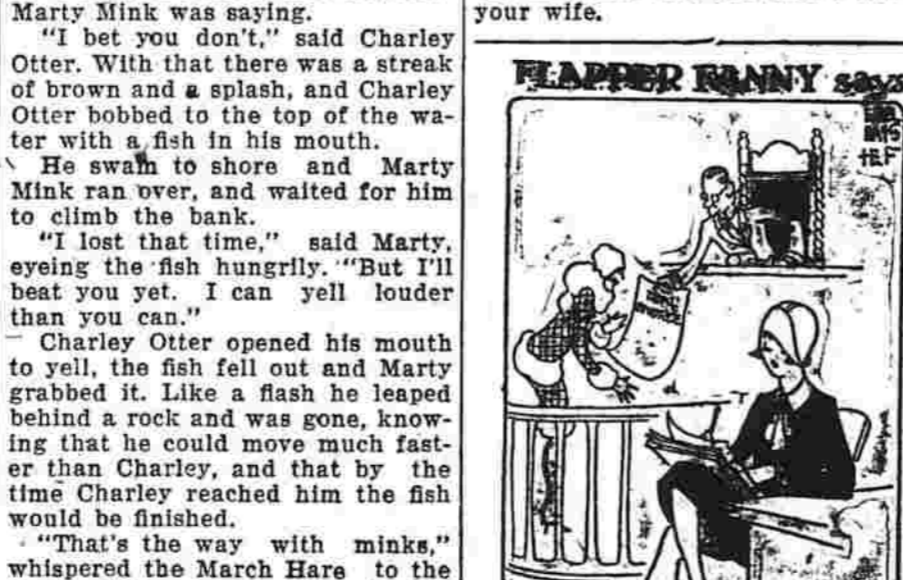 Marty Mink was saying.
"I bet you don't," said Charley
Otter. With that there was a streak
of brown and a splash, and Charley
Otter bobbed to the top of the wa-
ter with a fish in his mouth.
He swam to shore and Marty
Mink ran over, and waited for him
to climb the bank.
"I lost that time," said Marty,
eyeing the fish hungrily. "But I'll
beat you yet. I can yell louder
than you can."
Charley Otter opened his mouth
to yell, the fish fell out and Marty
grabbed it. Like a flash he leaped
behind a rock and was gone, know-
ing that he could move much fast-
er than Charley, and that by the
time Charley reached him the fish
would be finished.
"That's the way with minks,"
whispered the March Hare to the
your wife.
FLAPPER FANNY says